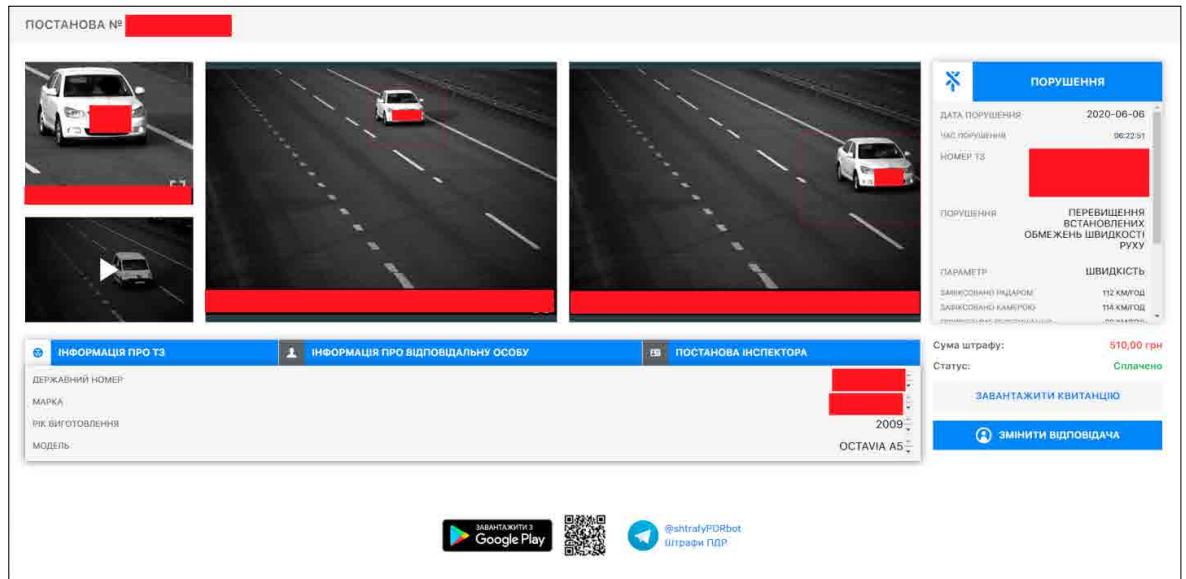 ПОСТАНОВА №
ПОРУШЕННЯ
ДАТА ПОРУШЕННЯ 2020-06-06
ЧАС ПОРУШЕННЯ 06:22:51
НОМЕР ТЗ
ПОРУШЕННЯ ПЕРЕВИЩЕННЯ
ВСТАНОВЛЕНИХ
ОБМЕЖЕНЬ ШВИДКОСТІ
РУХУ
ПАРАМЕТР ШВИДКІСТЬ
ЗАФІКСОВАНО РАДАРОМ 112 КМ/ГОД
ЗАФІКСОВАНО КАМЕРОЮ 114 КМ/ГОД
Сума штрафу: 510,00 грн
Статус: Сплачено
ЗАВАНТАЖИТИ КВИТАНЦІЮ
ЗМІНИТИ ВІДПОВІДАЧА
ІНФОРМАЦІЯ ПРО ТЗ
ІНФОРМАЦІЯ ПРО ВІДПОВІДАЛЬНУ ОСОБУ
ПОСТАНОВА ІНСПЕКТОРА
ДЕРЖАВНИЙ НОМЕР
МАРКА
РІК ВИГОТОВЛЕННЯ 2009
МОДЕЛЬ OCTAVIA A5
ЗАВАНТАЖИТИ З
Google Play
@shtrafyPDRbot
Штрафи ПДР